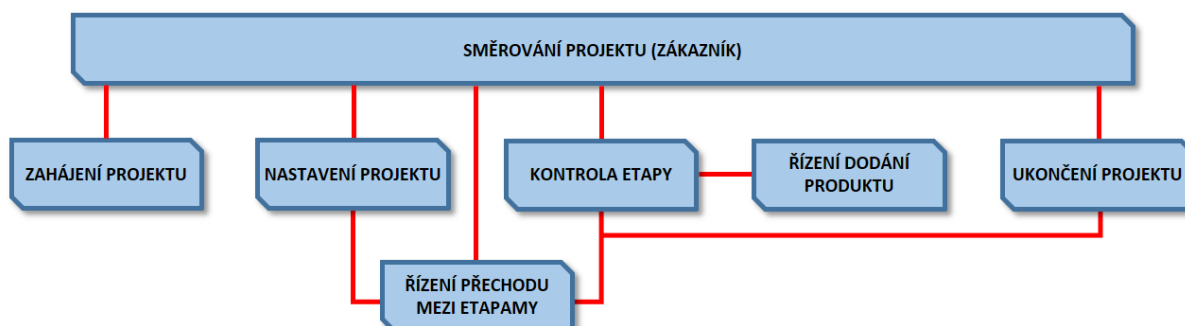 SMĚROVÁNÍ PROJEKTU (ZÁKAZNÍK)
ZAHÁJENÍ PROJEKTU
NASTAVENÍ PROJEKTU
KONTROLA ETAPY
ŘÍZENÍ DODÁNÍ
PRODUKTU
UKONČENÍ PROJEKTU
ŘÍZENÍ PŘECHODU
MEZI ETAPAMY